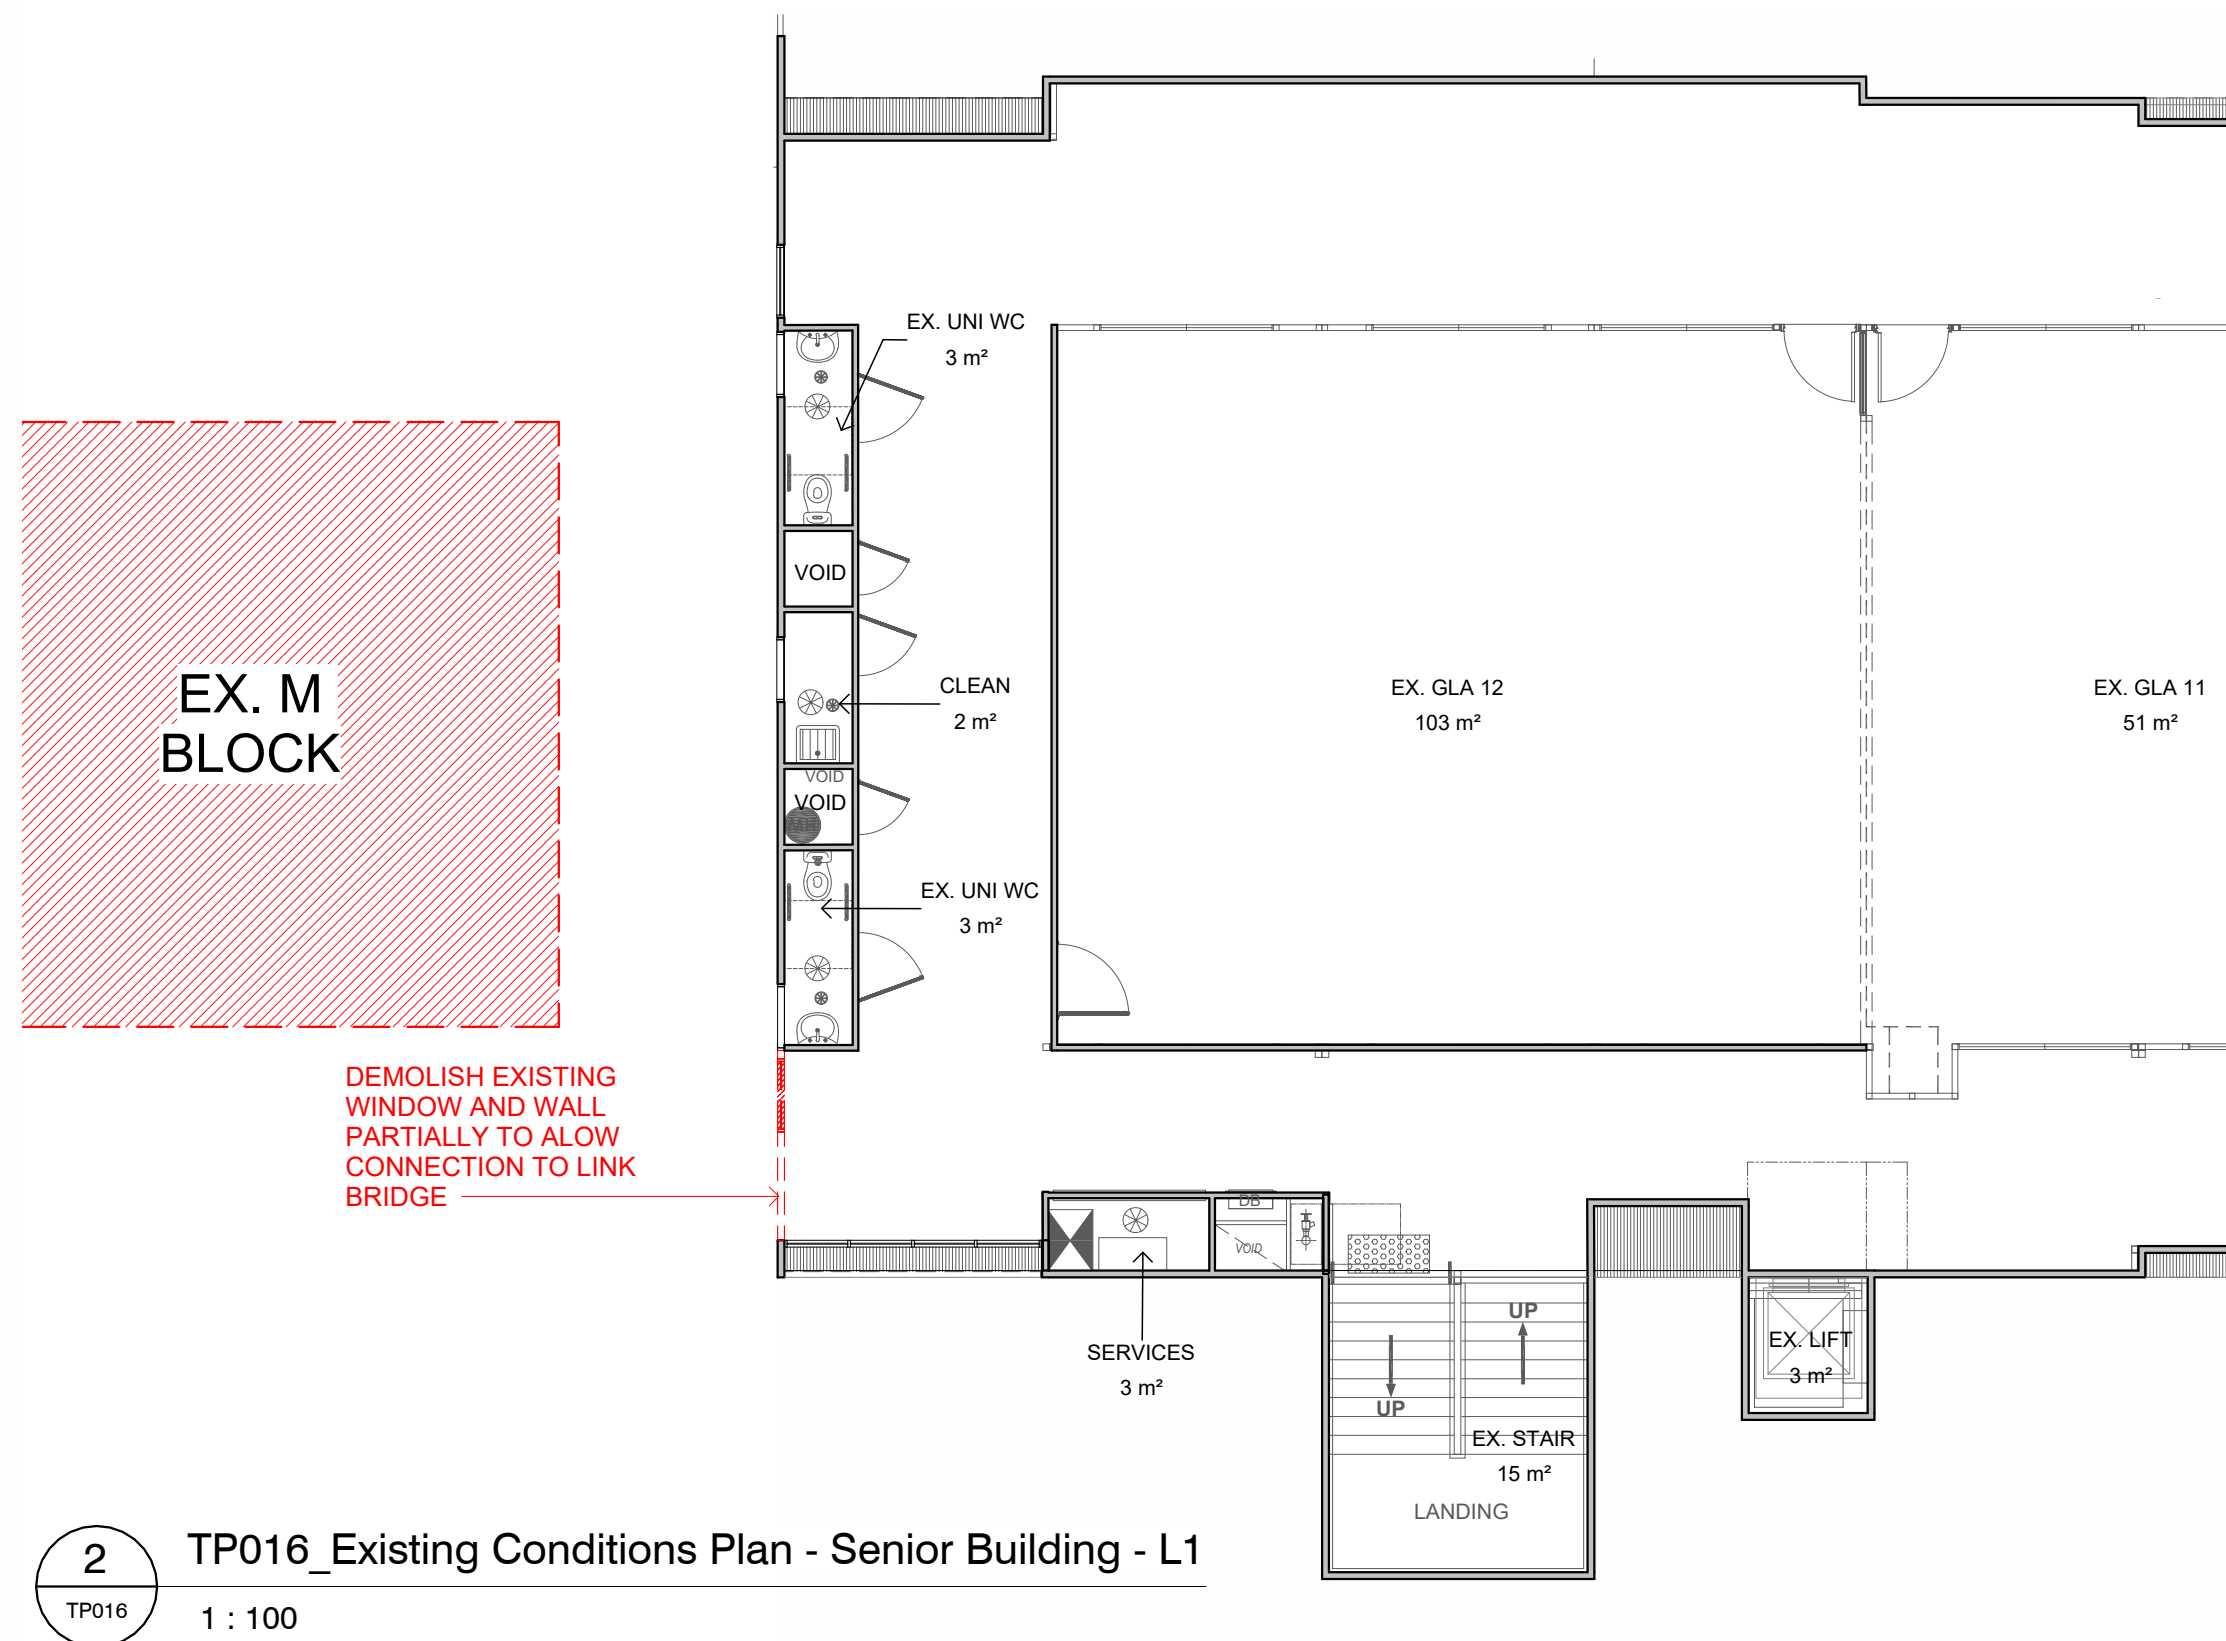 EX. UNI WC
3 m²
VOID
EX. M
BLOCK
CLEAN
2 m²
EX. GLA 12
103 m²
EX. GLA 11
51 m²
VOID
VOID
EX. UNI WC
3 m²
DEMOLISH EXISTING
WINDOW AND WALL
PARTIALLY TO ALOW
CONNECTION TO LINK
BRIDGE
DB
VOID
SERVICES
3 m²
UP
UP
EX. LIFT
3 m²
EX. STAIR
15 m²
LANDING
2
TP016
TP016_Existing Conditions Plan - Senior Building - L1
1 : 100